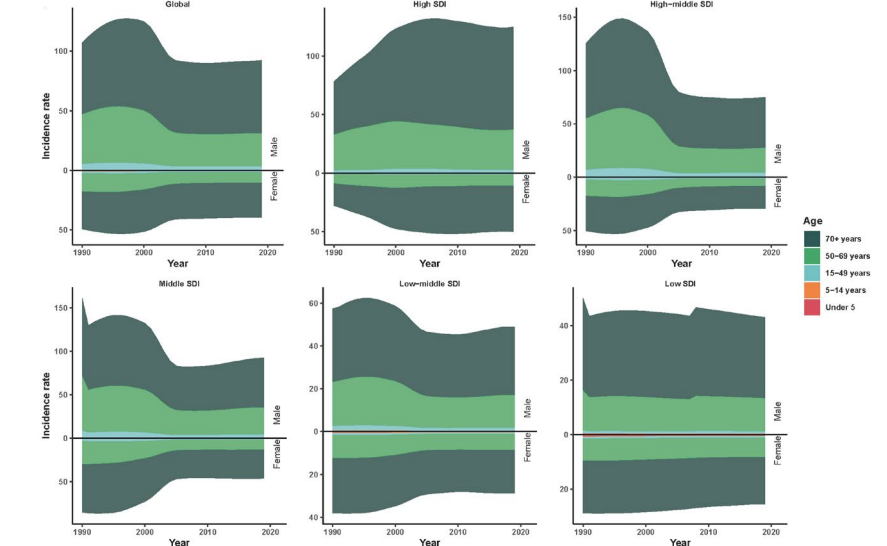 Global
High SDI
High-middle SDI
Incidence rate
100
50
0
50
Male
Female
1990
2000
2010
2020
Year
100
50
0
50
Male
Female
1990
2000
2010
2020
Year
150
100
50
0
50
Male
Female
1990
2000
2010
2020
Year
Age
70+ years
50-69 years
15-49 years
5-14 years
Under 5
Middle SDI
Low-middle SDI
Low SDI
Incidence rate
150
100
50
0
50
Male
Female
1990
2000
2010
2020
Year
60
40
20
0
20
40
Male
Female
1990
2000
2010
2020
Year
40
20
0
20
Male
Female
1990
2000
2010
2020
Year